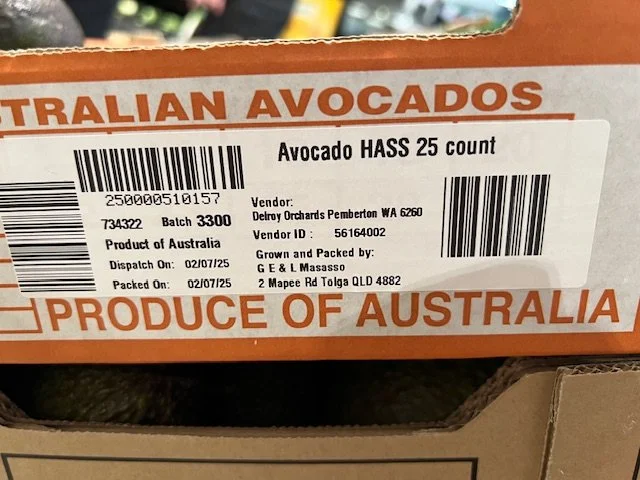 TRALIAN AVOCADOS
Avocado HASS 25 count
250000510157
734322 Batch 3300
Product of Australia
Dispatch On: 02/07/25
Packed On: 02/07/25
Vendor:
Delroy Orchards Pemberton WA 6260
Vendor ID : 56164002
Grown and Packed by:
G E & L Masasso
2 Mapee Rd Tolga QLD 4882
PRODUCE OF AUSTRALIA